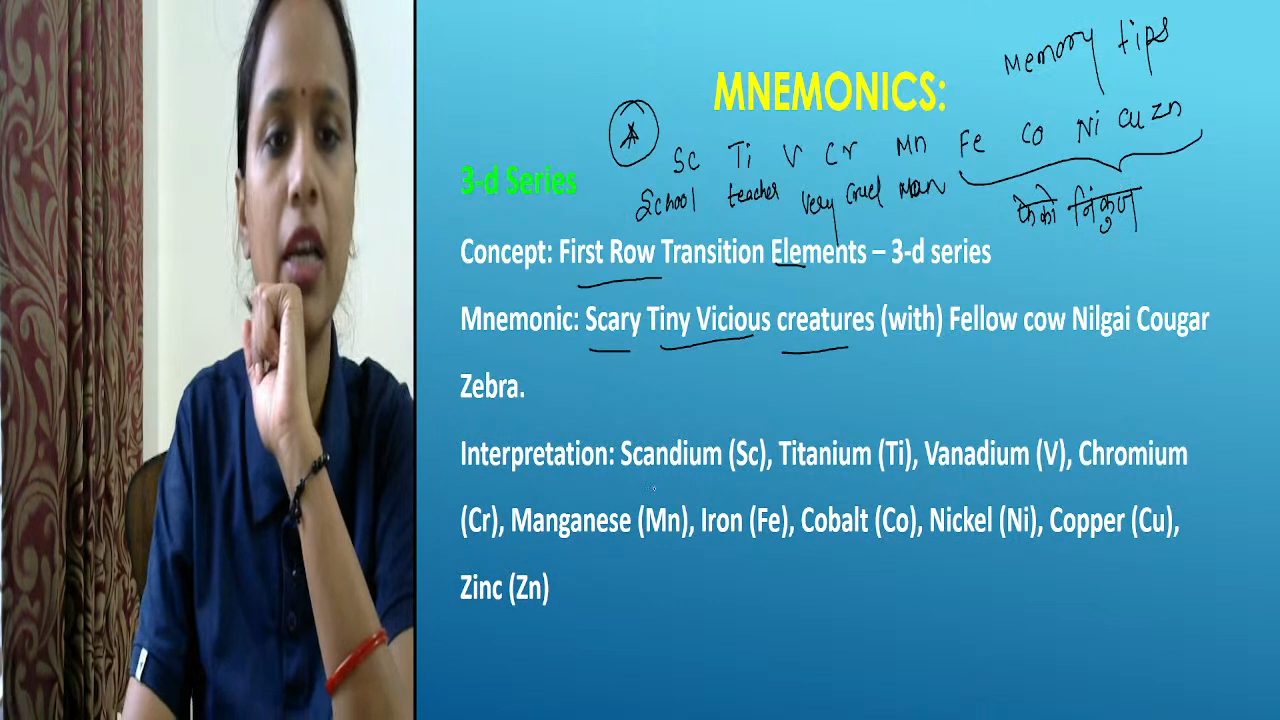 Memory tips
MNEMONICS:
Sc Ti V Cr Mn Fe Co Ni Cu Zn
3-d Series
School teacher very cruel Man फेको निंकुज
Concept: First Row Transition Elements – 3-d series
Mnemonic: Scary Tiny Vicious creatures (with) Fellow cow Nilgai Cougar
Zebra.
Interpretation: Scandium (Sc), Titanium (Ti), Vanadium (V), Chromium
(Cr), Manganese (Mn), Iron (Fe), Cobalt (Co), Nickel (Ni), Copper (Cu),
Zinc (Zn)